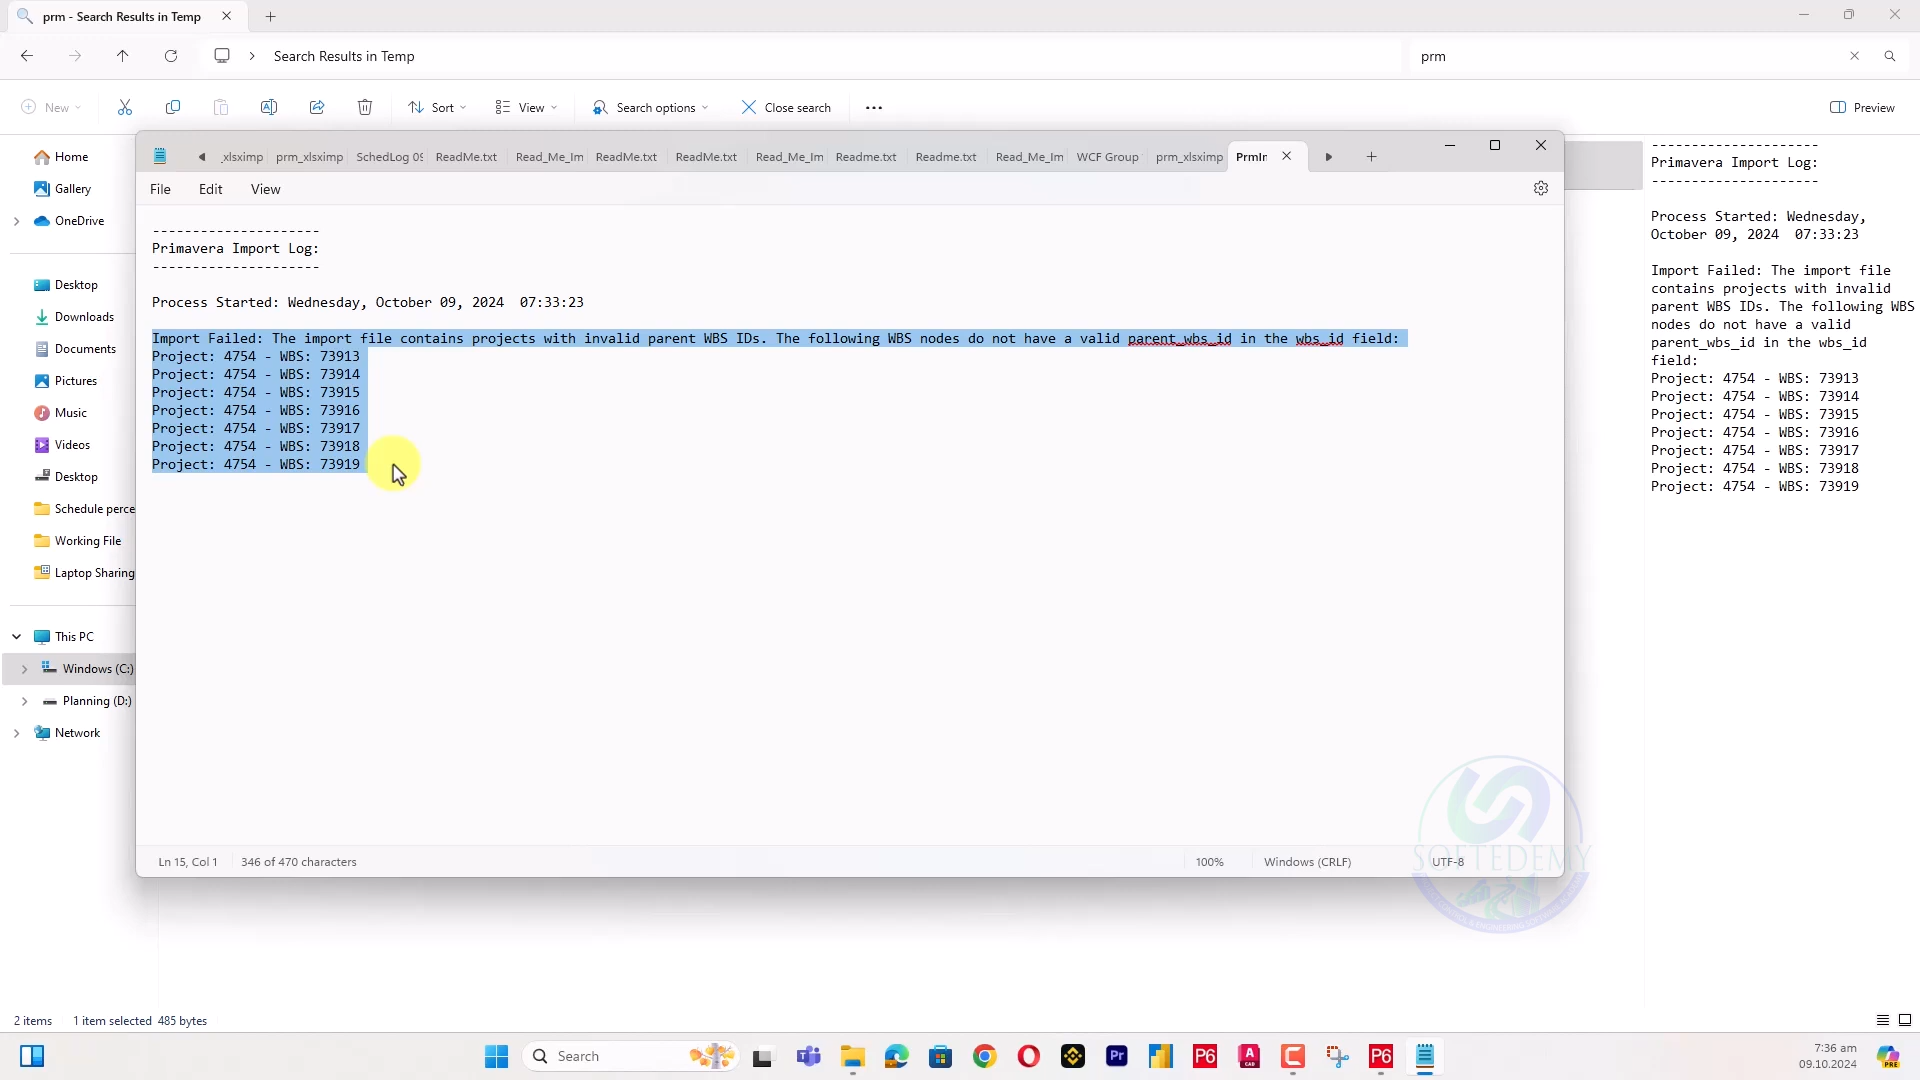 prm - Search Results in Temp
Search Results in Temp
prm
New
Sort
View
Search options
Close search
Preview
Home
Gallery
OneDrive
Desktop
Downloads
Documents
Pictures
Music
Videos
Desktop
Schedule perce
Working File
Laptop Sharing
This PC
Windows (C:)
Planning (D:)
Network
.xlsximp
prm_xlsximp
SchedLog 09
ReadMe.txt
Read_Me_Im
ReadMe.txt
ReadMe.txt
Read_Me_Im
Readme.txt
Readme.txt
Read_Me_Im
WCF Group
prm_xlsximp
PrmIn
File
Edit
View
---------------------
Primavera Import Log:
---------------------
Process Started: Wednesday, October 09, 2024  07:33:23
Import Failed: The import file contains projects with invalid parent WBS IDs. The following WBS nodes do not have a valid parent_wbs_id in the wbs_id field:
Project: 4754 - WBS: 73913
Project: 4754 - WBS: 73914
Project: 4754 - WBS: 73915
Project: 4754 - WBS: 73916
Project: 4754 - WBS: 73917
Project: 4754 - WBS: 73918
Project: 4754 - WBS: 73919
Ln 15, Col 1
346 of 470 characters
100%
Windows (CRLF)
UTF-8
---------------------
Primavera Import Log:
---------------------
Process Started: Wednesday,
October 09, 2024  07:33:23
Import Failed: The import file
contains projects with invalid
parent WBS IDs. The following WBS
nodes do not have a valid
parent_wbs_id in the wbs_id
field:
Project: 4754 - WBS: 73913
Project: 4754 - WBS: 73914
Project: 4754 - WBS: 73915
Project: 4754 - WBS: 73916
Project: 4754 - WBS: 73917
Project: 4754 - WBS: 73918
Project: 4754 - WBS: 73919
SOFTEDEMY
2 items
1 item selected 485 bytes
Search
Pr
P6
A
CAD
P6
7:36 am
09.10.2024
PRE